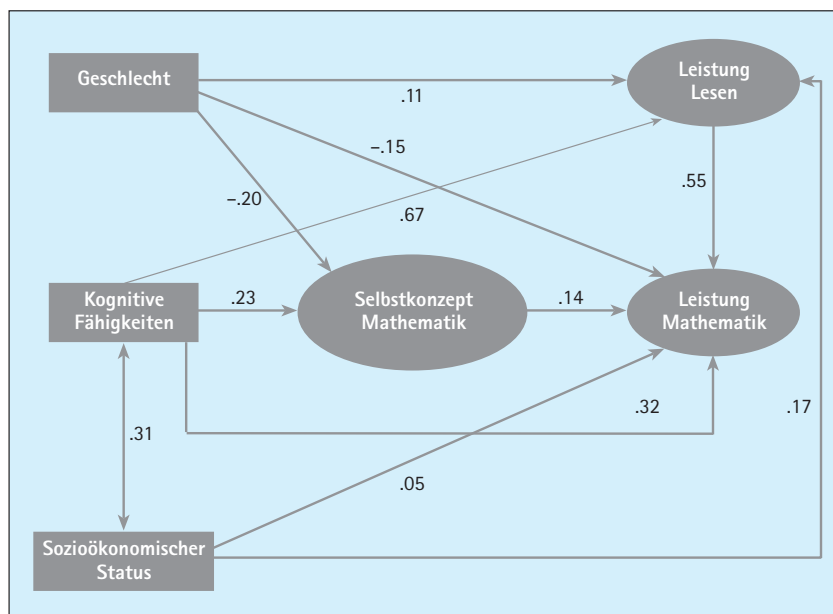 Geschlecht
Leistung
Lesen
.11
–.15
.55
–.20
.67
Kognitive
Fähigkeiten
.23
Selbstkonzept
Mathematik
.14
Leistung
Mathematik
.31
.32
.17
.05
Sozioökonomischer
Status